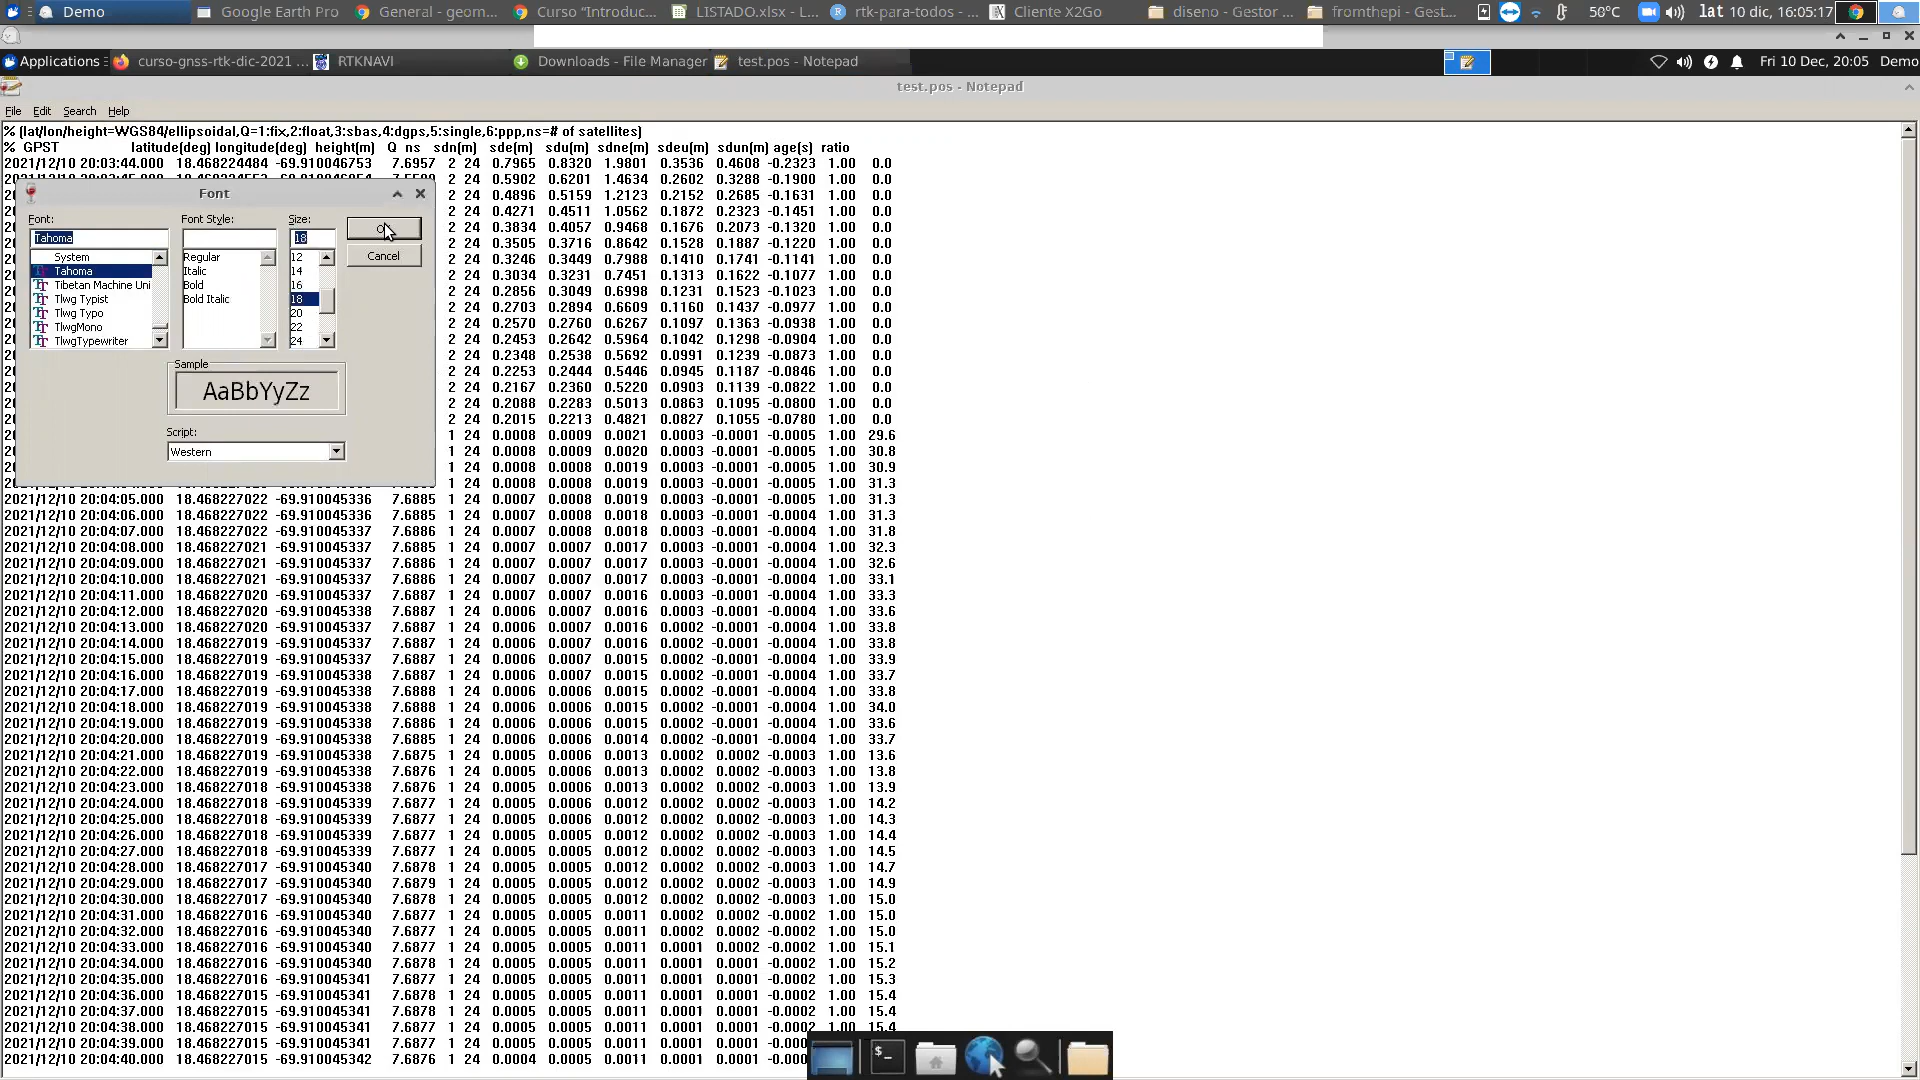 Demo Google Earth Pro General - geom... Curso “Introduc... LISTADO.xlsx - L... rtk-para-todos - ... Cliente X2Go diseno - Gestor ... fromthepi - Gest... 50°C lat 10 dic, 16:05:17
Applications curso-gnss-rtk-dic-2021 ... RTKNAVI Downloads - File Manager test.pos - Notepad Fri 10 Dec, 20:05 Demo
test.pos - Notepad
File Edit Search Help
% (lat/lon/height=WGS84/ellipsoidal,Q=1:fix,2:float,3:sbas,4:dgps,5:single,6:ppp,ns=# of satellites)
% GPST latitude(deg) longitude(deg) height(m) Q ns sdn(m) sde(m) sdu(m) sdne(m) sdeu(m) sdun(m) age(s) ratio
2021/12/10 20:03:44.000 18.468224484 -69.910046753 7.6957 2 24 0.7965 0.8320 1.9801 0.3536 0.4608 -0.2323 1.00 0.0
2 24 0.5902 0.6201 1.4634 0.2602 0.3288 -0.1900 1.00 0.0
2 24 0.4896 0.5159 1.2123 0.2152 0.2685 -0.1631 1.00 0.0
2 24 0.4271 0.4511 1.0562 0.1872 0.2323 -0.1451 1.00 0.0
2 24 0.3834 0.4057 0.9468 0.1676 0.2073 -0.1320 1.00 0.0
2 24 0.3505 0.3716 0.8642 0.1528 0.1887 -0.1220 1.00 0.0
2 24 0.3246 0.3449 0.7988 0.1410 0.1741 -0.1141 1.00 0.0
2 24 0.3034 0.3231 0.7451 0.1313 0.1622 -0.1077 1.00 0.0
2 24 0.2856 0.3049 0.6998 0.1231 0.1523 -0.1023 1.00 0.0
2 24 0.2703 0.2894 0.6609 0.1160 0.1437 -0.0977 1.00 0.0
2 24 0.2570 0.2760 0.6267 0.1097 0.1363 -0.0938 1.00 0.0
2 24 0.2453 0.2642 0.5964 0.1042 0.1298 -0.0904 1.00 0.0
2 24 0.2348 0.2538 0.5692 0.0991 0.1239 -0.0873 1.00 0.0
2 24 0.2253 0.2444 0.5446 0.0945 0.1187 -0.0846 1.00 0.0
2 24 0.2167 0.2360 0.5220 0.0903 0.1139 -0.0822 1.00 0.0
2 24 0.2088 0.2283 0.5013 0.0863 0.1095 -0.0800 1.00 0.0
2 24 0.2015 0.2213 0.4821 0.0827 0.1055 -0.0780 1.00 0.0
1 24 0.0008 0.0009 0.0021 0.0003 -0.0001 -0.0005 1.00 29.6
1 24 0.0008 0.0009 0.0020 0.0003 -0.0001 -0.0005 1.00 30.8
1 24 0.0008 0.0008 0.0019 0.0003 -0.0001 -0.0005 1.00 30.9
1 24 0.0008 0.0008 0.0019 0.0003 -0.0001 -0.0005 1.00 31.3
2021/12/10 20:04:05.000 18.468227022 -69.910045336 7.6885 1 24 0.0007 0.0008 0.0019 0.0003 -0.0001 -0.0005 1.00 31.3
2021/12/10 20:04:06.000 18.468227022 -69.910045336 7.6885 1 24 0.0007 0.0008 0.0018 0.0003 -0.0001 -0.0004 1.00 31.3
2021/12/10 20:04:07.000 18.468227022 -69.910045337 7.6885 1 24 0.0007 0.0008 0.0018 0.0003 -0.0001 -0.0004 1.00 31.8
2021/12/10 20:04:08.000 18.468227021 -69.910045337 7.6885 1 24 0.0007 0.0007 0.0017 0.0003 -0.0001 -0.0004 1.00 32.3
2021/12/10 20:04:09.000 18.468227021 -69.910045337 7.6886 1 24 0.0007 0.0007 0.0017 0.0003 -0.0001 -0.0004 1.00 32.6
2021/12/10 20:04:10.000 18.468227021 -69.910045337 7.6886 1 24 0.0007 0.0007 0.0017 0.0003 -0.0001 -0.0004 1.00 33.1
2021/12/10 20:04:11.000 18.468227020 -69.910045337 7.6887 1 24 0.0007 0.0007 0.0016 0.0003 -0.0001 -0.0004 1.00 33.3
2021/12/10 20:04:12.000 18.468227020 -69.910045337 7.6887 1 24 0.0006 0.0007 0.0016 0.0003 -0.0001 -0.0004 1.00 33.6
2021/12/10 20:04:13.000 18.468227020 -69.910045337 7.6887 1 24 0.0006 0.0007 0.0016 0.0002 -0.0001 -0.0004 1.00 33.8
2021/12/10 20:04:14.000 18.468227019 -69.910045337 7.6887 1 24 0.0006 0.0007 0.0016 0.0002 -0.0001 -0.0004 1.00 33.8
2021/12/10 20:04:15.000 18.468227019 -69.910045337 7.6887 1 24 0.0006 0.0007 0.0015 0.0002 -0.0001 -0.0004 1.00 33.9
2021/12/10 20:04:16.000 18.468227019 -69.910045338 7.6887 1 24 0.0006 0.0007 0.0015 0.0002 -0.0001 -0.0004 1.00 33.7
2021/12/10 20:04:17.000 18.468227019 -69.910045338 7.6888 1 24 0.0006 0.0006 0.0015 0.0002 -0.0001 -0.0004 1.00 33.8
2021/12/10 20:04:18.000 18.468227019 -69.910045338 7.6888 1 24 0.0006 0.0006 0.0015 0.0002 -0.0001 -0.0004 1.00 34.0
2021/12/10 20:04:19.000 18.468227019 -69.910045338 7.6886 1 24 0.0006 0.0006 0.0015 0.0002 -0.0001 -0.0004 1.00 33.6
2021/12/10 20:04:20.000 18.468227019 -69.910045338 7.6885 1 24 0.0006 0.0006 0.0014 0.0002 -0.0001 -0.0004 1.00 33.7
2021/12/10 20:04:21.000 18.468227019 -69.910045338 7.6875 1 24 0.0005 0.0006 0.0013 0.0002 0.0002 -0.0003 1.00 13.6
2021/12/10 20:04:22.000 18.468227019 -69.910045338 7.6876 1 24 0.0005 0.0006 0.0013 0.0002 0.0002 -0.0003 1.00 13.8
2021/12/10 20:04:23.000 18.468227018 -69.910045338 7.6876 1 24 0.0005 0.0006 0.0013 0.0002 0.0002 -0.0003 1.00 13.9
2021/12/10 20:04:24.000 18.468227018 -69.910045339 7.6877 1 24 0.0005 0.0006 0.0012 0.0002 0.0002 -0.0003 1.00 14.2
2021/12/10 20:04:25.000 18.468227018 -69.910045339 7.6877 1 24 0.0005 0.0006 0.0012 0.0002 0.0002 -0.0003 1.00 14.3
2021/12/10 20:04:26.000 18.468227018 -69.910045339 7.6877 1 24 0.0005 0.0005 0.0012 0.0002 0.0002 -0.0003 1.00 14.4
2021/12/10 20:04:27.000 18.468227018 -69.910045339 7.6877 1 24 0.0005 0.0005 0.0012 0.0002 0.0002 -0.0003 1.00 14.5
2021/12/10 20:04:28.000 18.468227017 -69.910045340 7.6878 1 24 0.0005 0.0005 0.0012 0.0002 0.0002 -0.0003 1.00 14.7
2021/12/10 20:04:29.000 18.468227017 -69.910045340 7.6879 1 24 0.0005 0.0005 0.0012 0.0002 0.0002 -0.0003 1.00 14.9
2021/12/10 20:04:30.000 18.468227017 -69.910045340 7.6878 1 24 0.0005 0.0005 0.0012 0.0002 0.0002 -0.0003 1.00 15.0
2021/12/10 20:04:31.000 18.468227016 -69.910045340 7.6877 1 24 0.0005 0.0005 0.0011 0.0002 0.0002 -0.0002 1.00 15.0
2021/12/10 20:04:32.000 18.468227016 -69.910045340 7.6877 1 24 0.0005 0.0005 0.0011 0.0002 0.0002 -0.0002 1.00 15.0
2021/12/10 20:04:33.000 18.468227016 -69.910045340 7.6877 1 24 0.0005 0.0005 0.0011 0.0001 0.0002 -0.0002 1.00 15.1
2021/12/10 20:04:34.000 18.468227016 -69.910045340 7.6878 1 24 0.0005 0.0005 0.0011 0.0001 0.0002 -0.0002 1.00 15.2
2021/12/10 20:04:35.000 18.468227016 -69.910045341 7.6877 1 24 0.0005 0.0005 0.0011 0.0001 0.0002 -0.0002 1.00 15.3
2021/12/10 20:04:36.000 18.468227015 -69.910045341 7.6878 1 24 0.0005 0.0005 0.0011 0.0001 0.0002 -0.0002 1.00 15.4
2021/12/10 20:04:37.000 18.468227015 -69.910045341 7.6877 1 24 0.0005 0.0005 0.0011 0.0001 0.0002 -0.0002 1.00 15.4
2021/12/10 20:04:38.000 18.468227015 -69.910045341 7.6877 1 24 0.0005 0.0005 0.0011 0.0001 0.0002 -0.0002 1.00 15.4
2021/12/10 20:04:39.000 18.468227015 -69.910045341 7.6877 1 24 0.0005 0.0005 0.0011 0.0001 0.0002
2021/12/10 20:04:40.000 18.468227015 -69.910045342 7.6876 1 24 0.0004 0.0005 0.0011 0.0001 0.0002
Font
Font: Font Style: Size:
Tahoma 18
System Regular 12
Tahoma Italic 14 Cancel
Tibetan Machine Uni Bold 16
Tlwg Typist Bold Italic 18
Tlwg Typo 20
TlwgMono 22
TlwgTypewriter 24
Sample
AaBbYyZz
Script:
Western